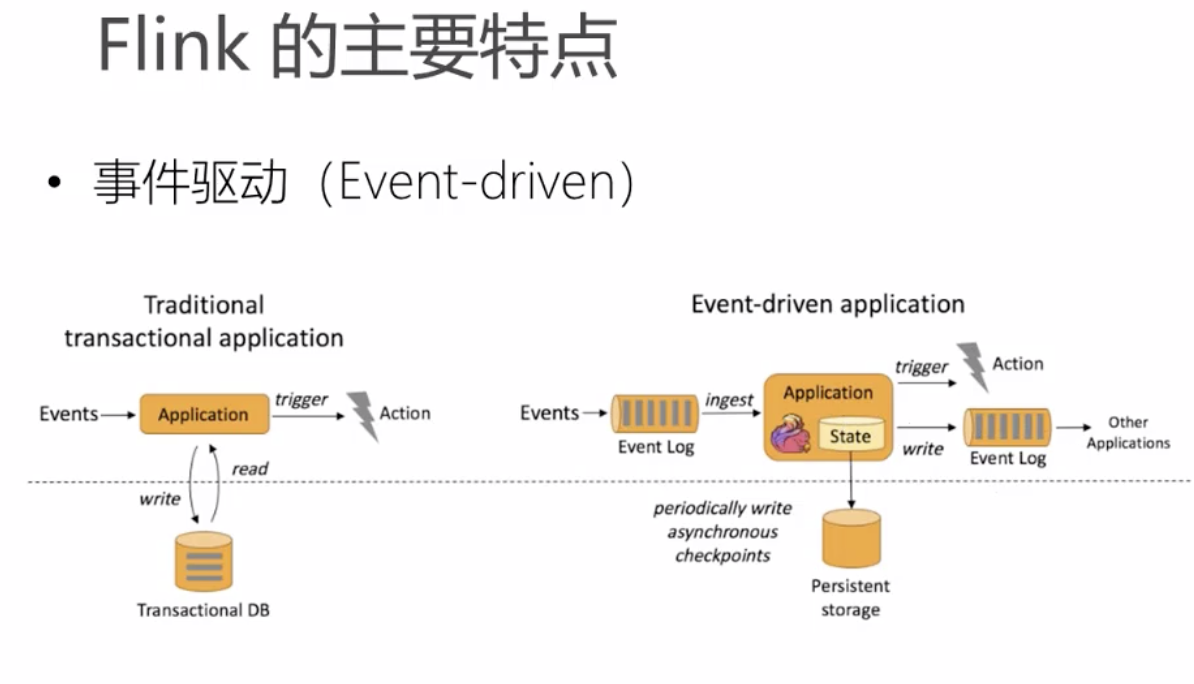 Flink 的主要特点
• 事件驱动（Event-driven）
Traditional
transactional application
Events
Application
trigger
Action
read
write
Transactional DB
Event-driven application
Events
Event Log
ingest
Application
State
trigger
Action
write
Event Log
Other
Applications
periodically write
asynchronous
checkpoints
Persistent
storage